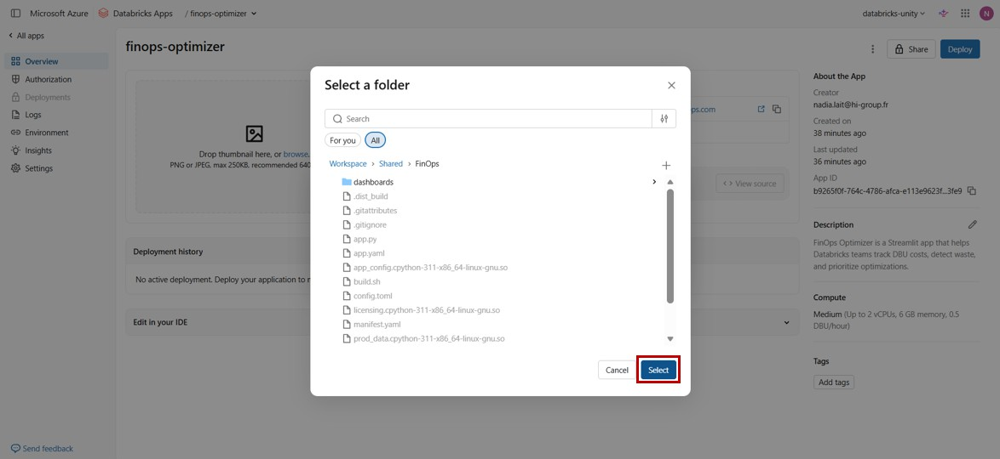 Microsoft Azure Databricks Apps / finops-optimizer databricks-unity N
All apps
Overview
Authorization
Deployments
Logs
Environment
Insights
Settings
Send feedback
finops-optimizer
Share
Deploy
Drop thumbnail here, or browse.
PNG or JPEG, max 250KB, recommended 640
ps.com
View source
Deployment history
No active deployment. Deploy your application to
Edit in your IDE
Select a folder
Search
For you All
Workspace › Shared › FinOps
dashboards
.dist_build
.gitattributes
.gitignore
app.py
app.yaml
app_config.cpython-311-x86_64-linux-gnu.so
build.sh
config.toml
licensing.cpython-311-x86_64-linux-gnu.so
manifest.yaml
prod_data.cpython-311-x86_64-linux-gnu.so
Cancel Select
About the App
Creator
nadia.lait@hi-group.fr
Created on
38 minutes ago
Last updated
36 minutes ago
App ID
b9265f0f-764c-4786-afca-e113e9623f...3fe9
Description
FinOps Optimizer is a Streamlit app that helps
Databricks teams track DBU costs, detect waste,
and prioritize optimizations.
Compute
Medium (Up to 2 vCPUs, 6 GB memory, 0.5
DBU/hour)
Tags
Add tags